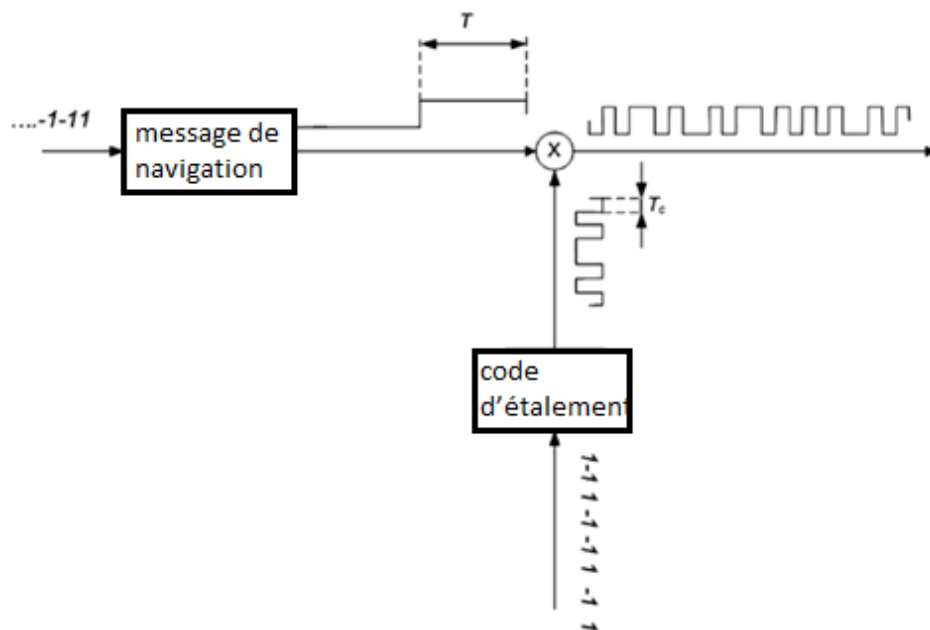 T
....-1-11
message de
navigation
X
Tc
code
d'étalement
1-1 1 -1 -1 1 -1 1